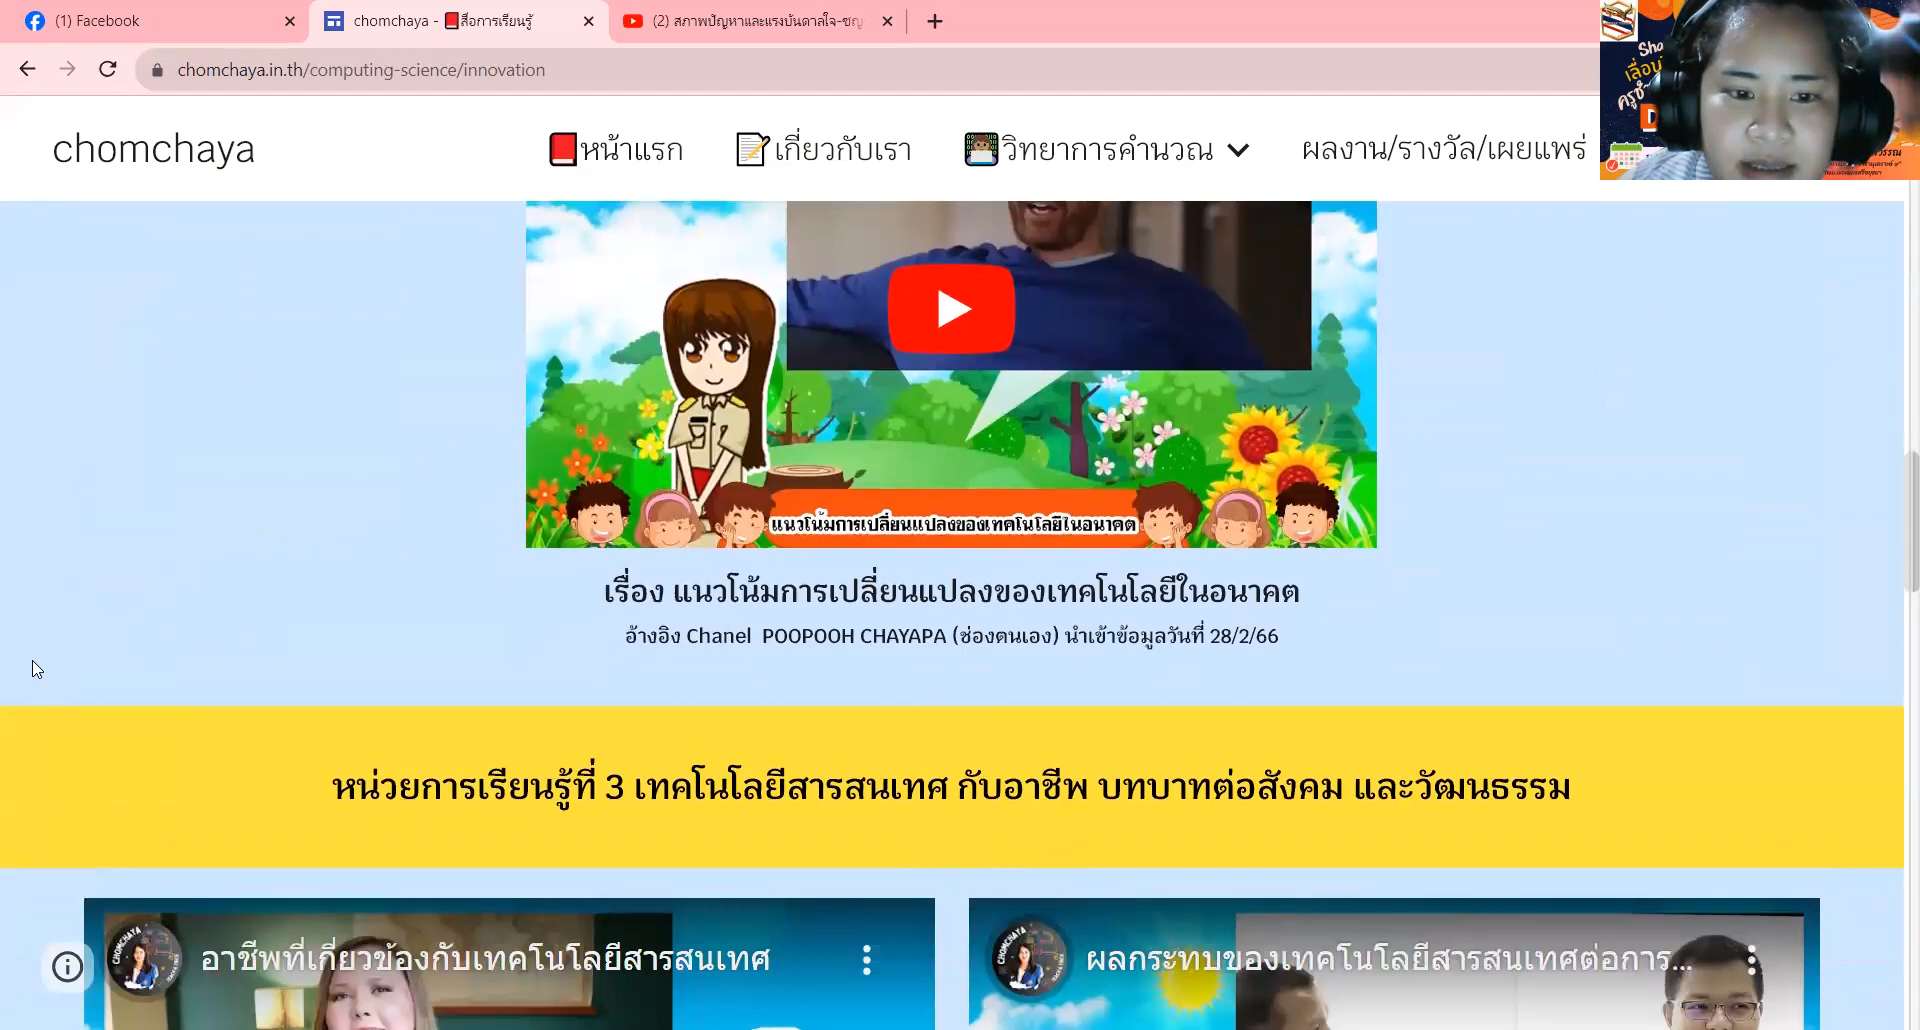 (1) Facebook
chomchaya - 📕สื่อการเรียนรู้
(2) สภาพปัญหาและแรงบันดาลใจ-ชญ
chomchaya.in.th/computing-science/innovation
chomchaya
📕หน้าแรก
📝เกี่ยวกับเรา
👨🏽‍💻วิทยาการคำนวณ
ผลงาน/รางวัล/เผยแพร่
Sha
เลื่อน
แนวโน้มการเปลี่ยนแปลงของเทคโนโลยีในอนาคต
เรื่อง แนวโน้มการเปลี่ยนแปลงของเทคโนโลยีในอนาคต
อ้างอิง Chanel POOPOOH CHAYAPA (ช่องตนเอง) นำเข้าข้อมูลวันที่ 28/2/66
หน่วยการเรียนรู้ที่ 3 เทคโนโลยีสารสนเทศ กับอาชีพ บทบาทต่อสังคม และวัฒนธรรม
CHOMCHAYA
อาชีพที่เกี่ยวข้องกับเทคโนโลยีสารสนเทศ
CHOMCHAYA
ผลกระทบของเทคโนโลยีสารสนเทศต่อการ...